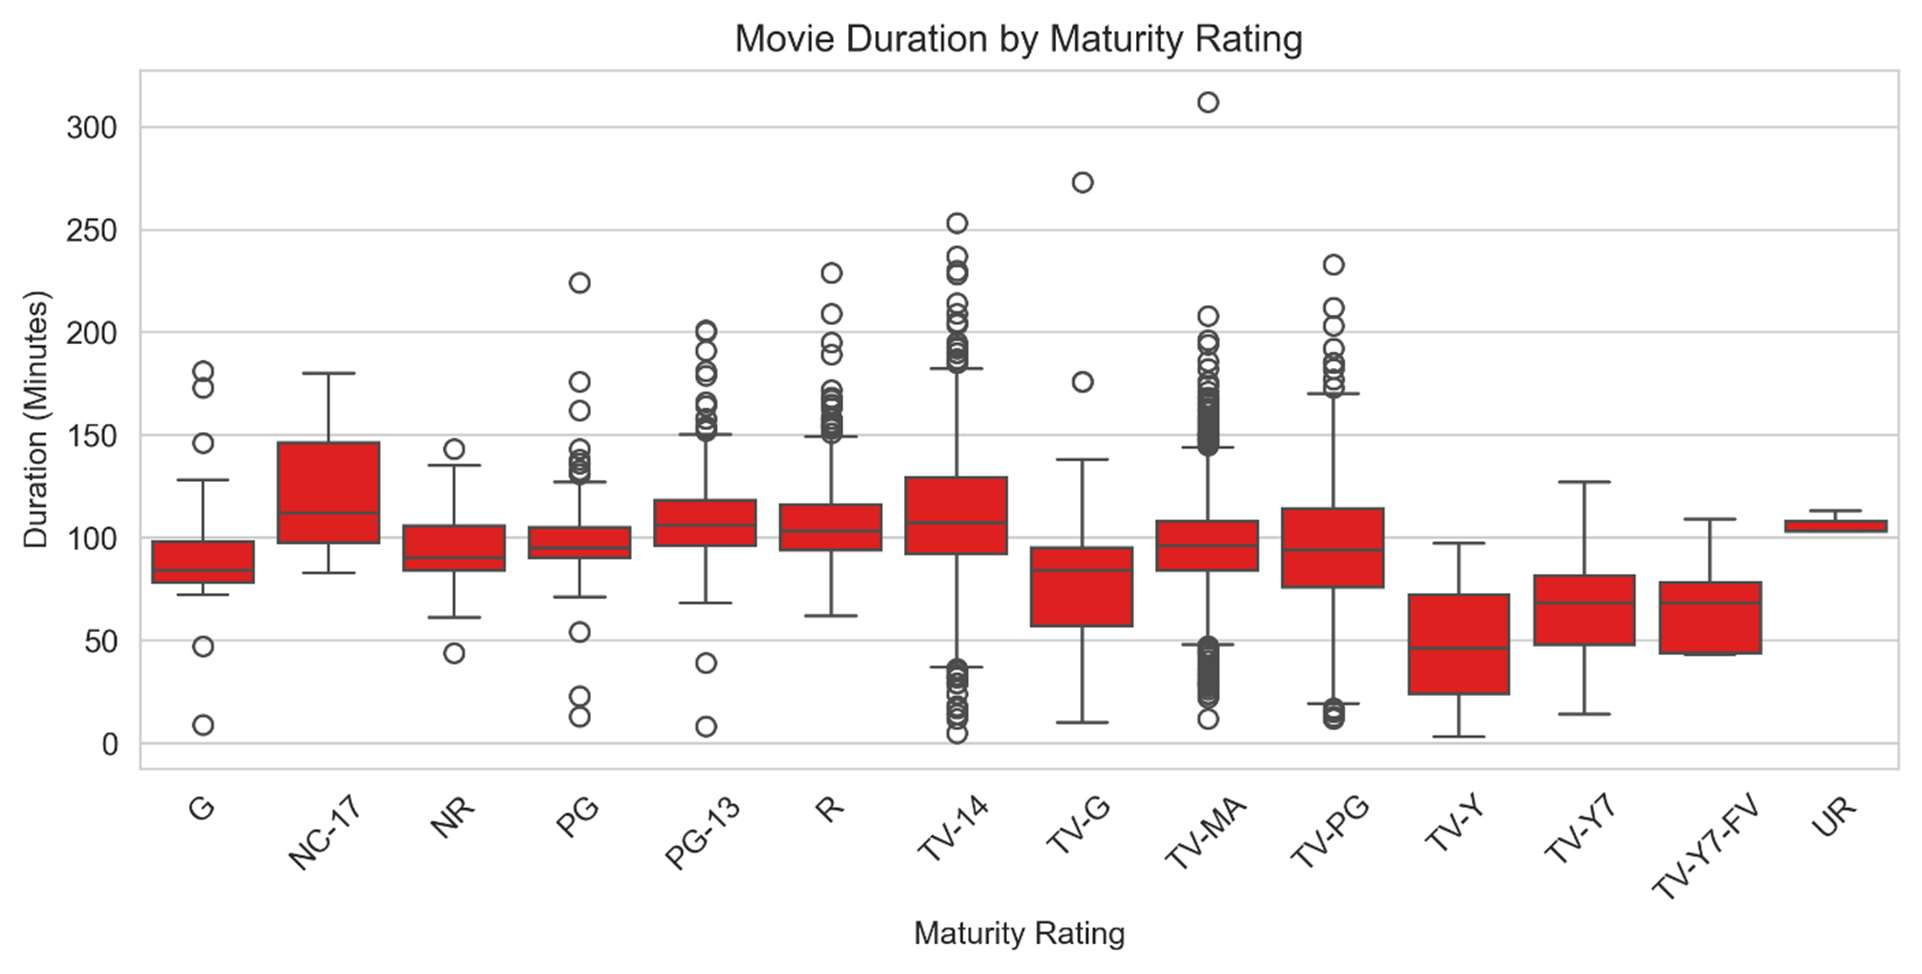 Movie Duration by Maturity Rating
Duration (Minutes)
300
250
200
150
100
50
0
G
NC-17
NR
PG
PG-13
R
TV-14
TV-G
TV-MA
TV-PG
TV-Y
TV-Y7
TV-Y7-FV
UR
Maturity Rating